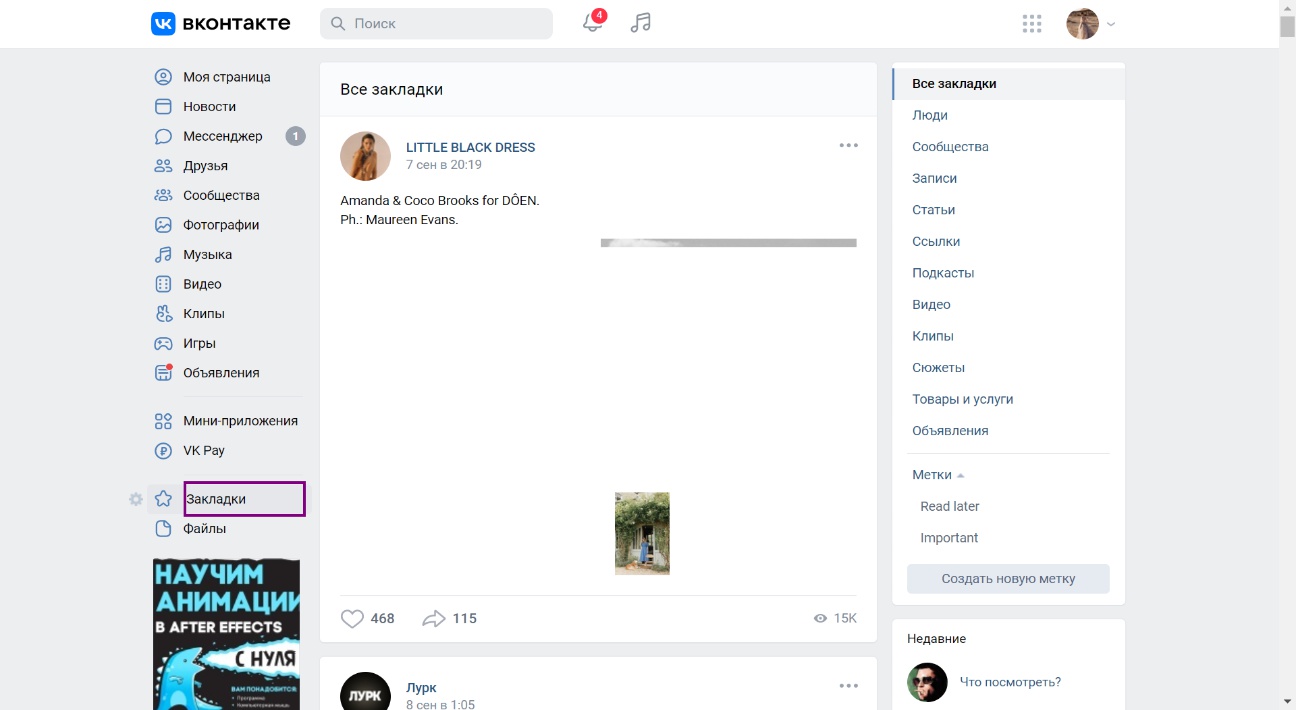 вконтакте
Поиск
4
Моя страница
Новости
Мессенджер 1
Друзья
Сообщества
Фотографии
Музыка
Видео
Клипы
Игры
Объявления
Мини-приложения
VK Pay
Закладки
Файлы
НАУЧИМ
АНИМАЦИИ
В AFTER EFFECTS
С НУЛЯ
ВАМ ПОНАДОБИТСЯ:
• Программа
• Компьютерная мышь
Все закладки
LITTLE BLACK DRESS
7 сен в 20:19
Amanda & Coco Brooks for DÔEN.
Ph.: Maureen Evans.
468 115 15K
ЛУРК
Лурк
8 сен в 1:05
Все закладки
Люди
Сообщества
Записи
Статьи
Ссылки
Подкасты
Видео
Клипы
Сюжеты
Товары и услуги
Объявления
Метки
Read later
Important
Создать новую метку
Недавние
Что посмотреть?